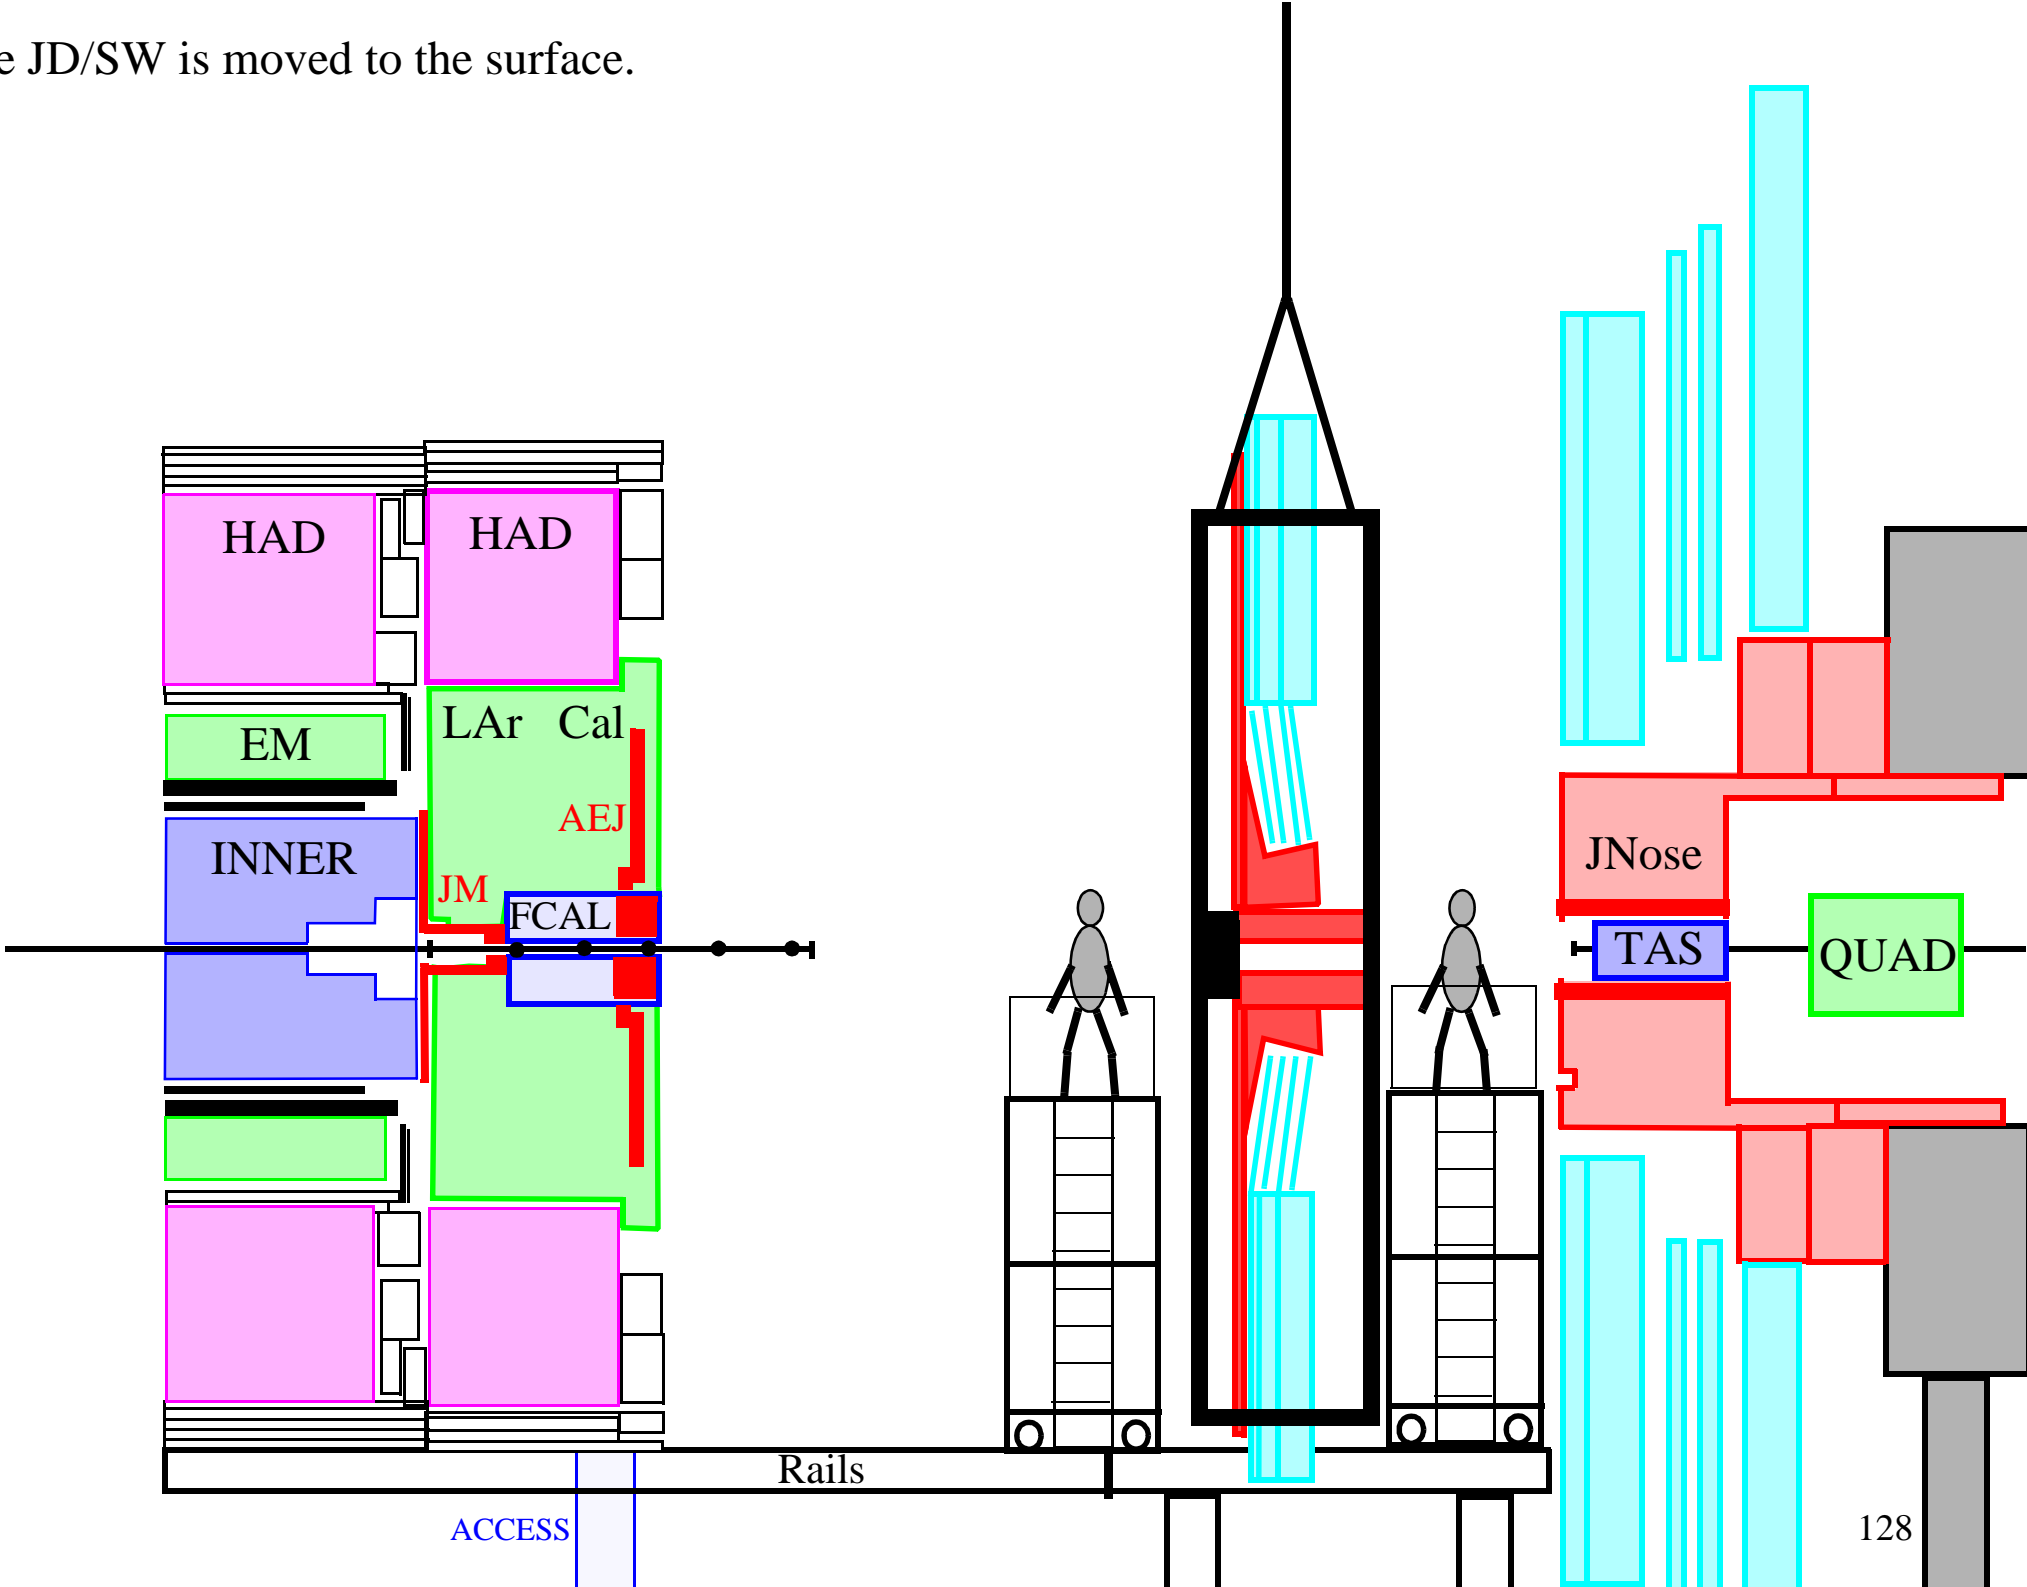 e JD/SW is moved to the surface.
HAD
HAD
LAr Cal
EM
AEJ
INNER
JM
FCAL
JNose
TAS
QUAD
Rails
ACCESS
128